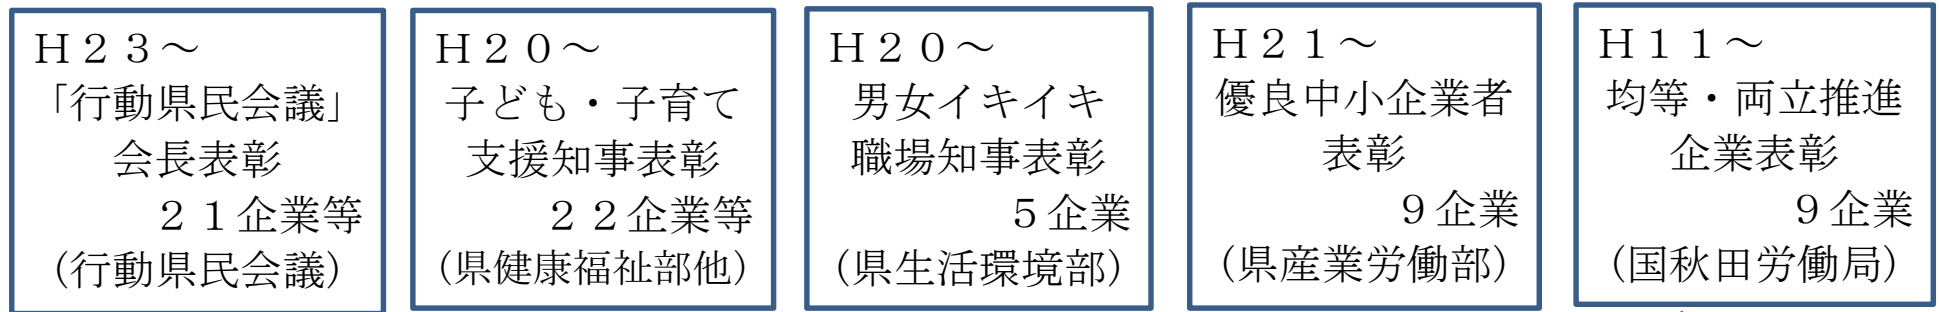 Ｈ２３～
「行動県民会議」
会長表彰
２１企業等
（行動県民会議）
Ｈ２０～
子ども・子育て
支援知事表彰
２２企業等
（県健康福祉部他）
Ｈ２０～
男女イキイキ
職場知事表彰
５企業
（県生活環境部）
Ｈ２１～
優良中小企業者
表彰
９企業
（県産業労働部）
Ｈ１１～
均等・両立推進
企業表彰
９企業
（国秋田労働局）